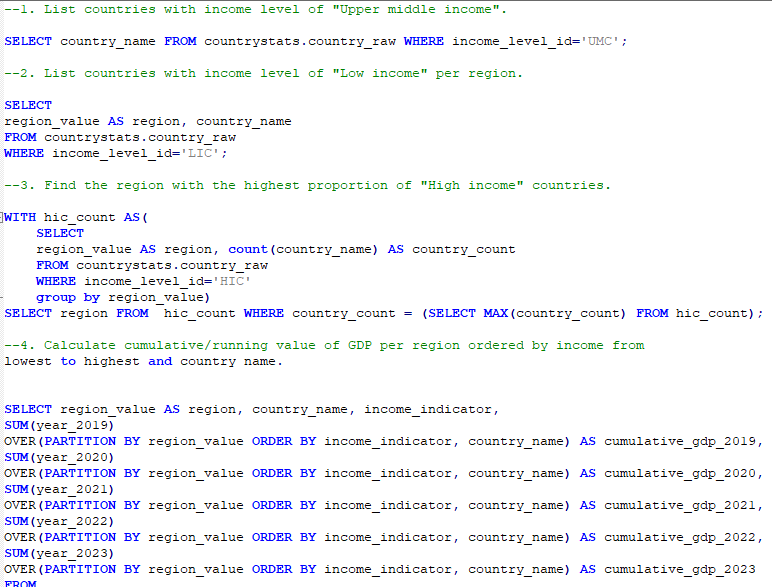 --1. List countries with income level of "Upper middle income".
SELECT country_name FROM countrystats.country_raw WHERE income_level_id='UMC';
--2. List countries with income level of "Low income" per region.
SELECT
region_value AS region, country_name
FROM countrystats.country_raw
WHERE income_level_id='LIC';
--3. Find the region with the highest proportion of "High income" countries.
WITH hic_count AS(
SELECT
region_value AS region, count(country_name) AS country_count
FROM countrystats.country_raw
WHERE income_level_id='HIC'
group by region_value)
SELECT region FROM  hic_count WHERE country_count = (SELECT MAX(country_count) FROM hic_count);
--4. Calculate cumulative/running value of GDP per region ordered by income from
lowest to highest and country name.
SELECT region_value AS region, country_name, income_indicator,
SUM(year_2019)
OVER(PARTITION BY region_value ORDER BY income_indicator, country_name) AS cumulative_gdp_2019,
SUM(year_2020)
OVER(PARTITION BY region_value ORDER BY income_indicator, country_name) AS cumulative_gdp_2020,
SUM(year_2021)
OVER(PARTITION BY region_value ORDER BY income_indicator, country_name) AS cumulative_gdp_2021,
SUM(year_2022)
OVER(PARTITION BY region_value ORDER BY income_indicator, country_name) AS cumulative_gdp_2022,
SUM(year_2023)
OVER(PARTITION BY region_value ORDER BY income_indicator, country_name) AS cumulative_gdp_2023
FROM